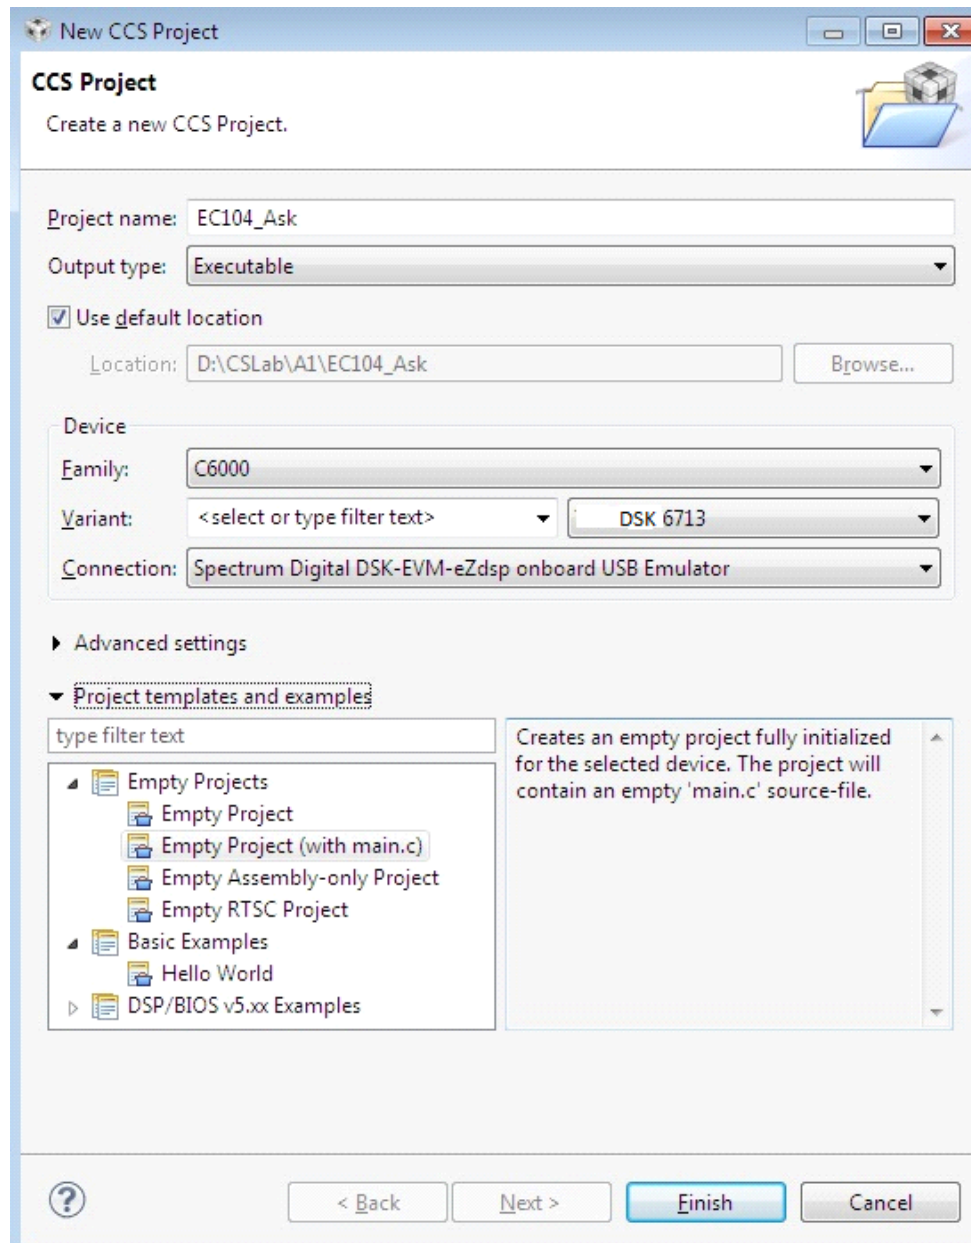 New CCS Project
CCS Project
Create a new CCS Project.
Project name: EC104_Ask
Output type: Executable
Use default location
Location: D:\CSLab\A1\EC104_Ask Browse...
Device
Family: C6000
Variant: <select or type filter text> DSK 6713
Connection: Spectrum Digital DSK-EVM-eZdsp onboard USB Emulator
Advanced settings
Project templates and examples
type filter text
Empty Projects
Empty Project
Empty Project (with main.c)
Empty Assembly-only Project
Empty RTSC Project
Basic Examples
Hello World
DSP/BIOS v5.xx Examples
Creates an empty project fully initialized
for the selected device. The project will
contain an empty 'main.c' source-file.
? < Back Next > Finish Cancel